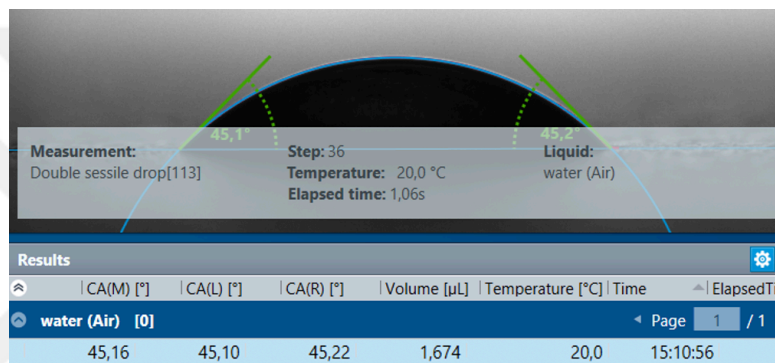 45,1° 45,2°
Measurement: Step: 36 Liquid:
Double sessile drop[113] Temperature: 20,0 °C water (Air)
Elapsed time: 1,06s
Results
CA(M) [°] CA(L) [°] CA(R) [°] Volume [µL] Temperature [°C] Time ElapsedTi
water (Air) [0] Page 1 / 1
45,16 45,10 45,22 1,674 20,0 15:10:56